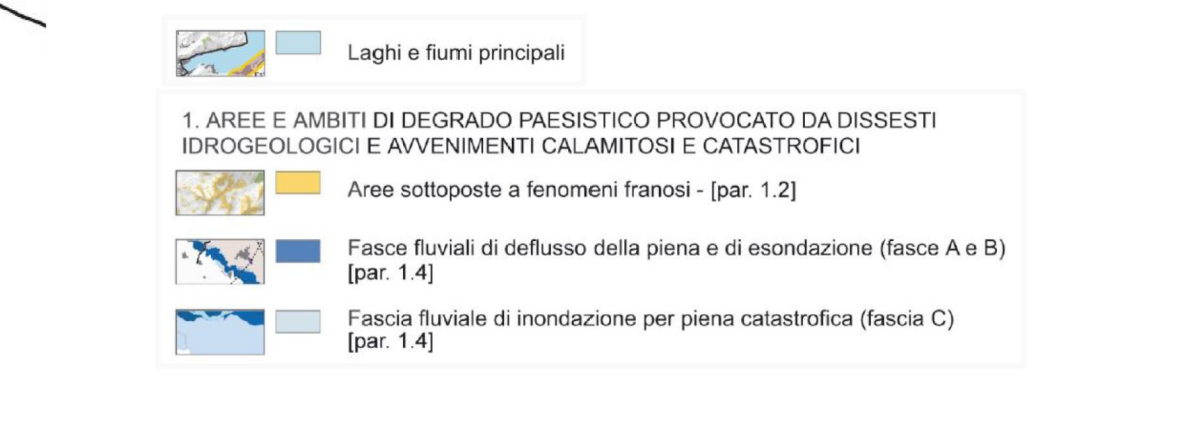 Laghi e fiumi principali
1. AREE E AMBITI DI DEGRADO PAESISTICO PROVOCATO DA DISSESTI
IDROGEOLOGICI E AVVENIMENTI CALAMITOSI E CATASTROFICI
Aree sottoposte a fenomeni franosi - [par. 1.2]
Fasce fluviali di deflusso della piena e di esondazione (fasce A e B)
[par. 1.4]
Fascia fluviale di inondazione per piena catastrofica (fascia C)
[par. 1.4]